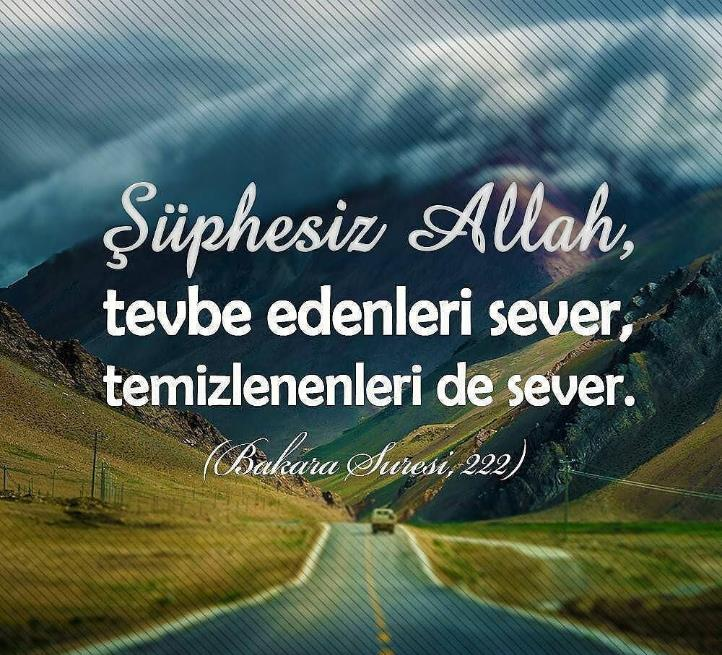 Şüphesiz Allah,
tevbe edenleri sever,
temizlenenleri de sever.
(Bakara Suresi, 222)